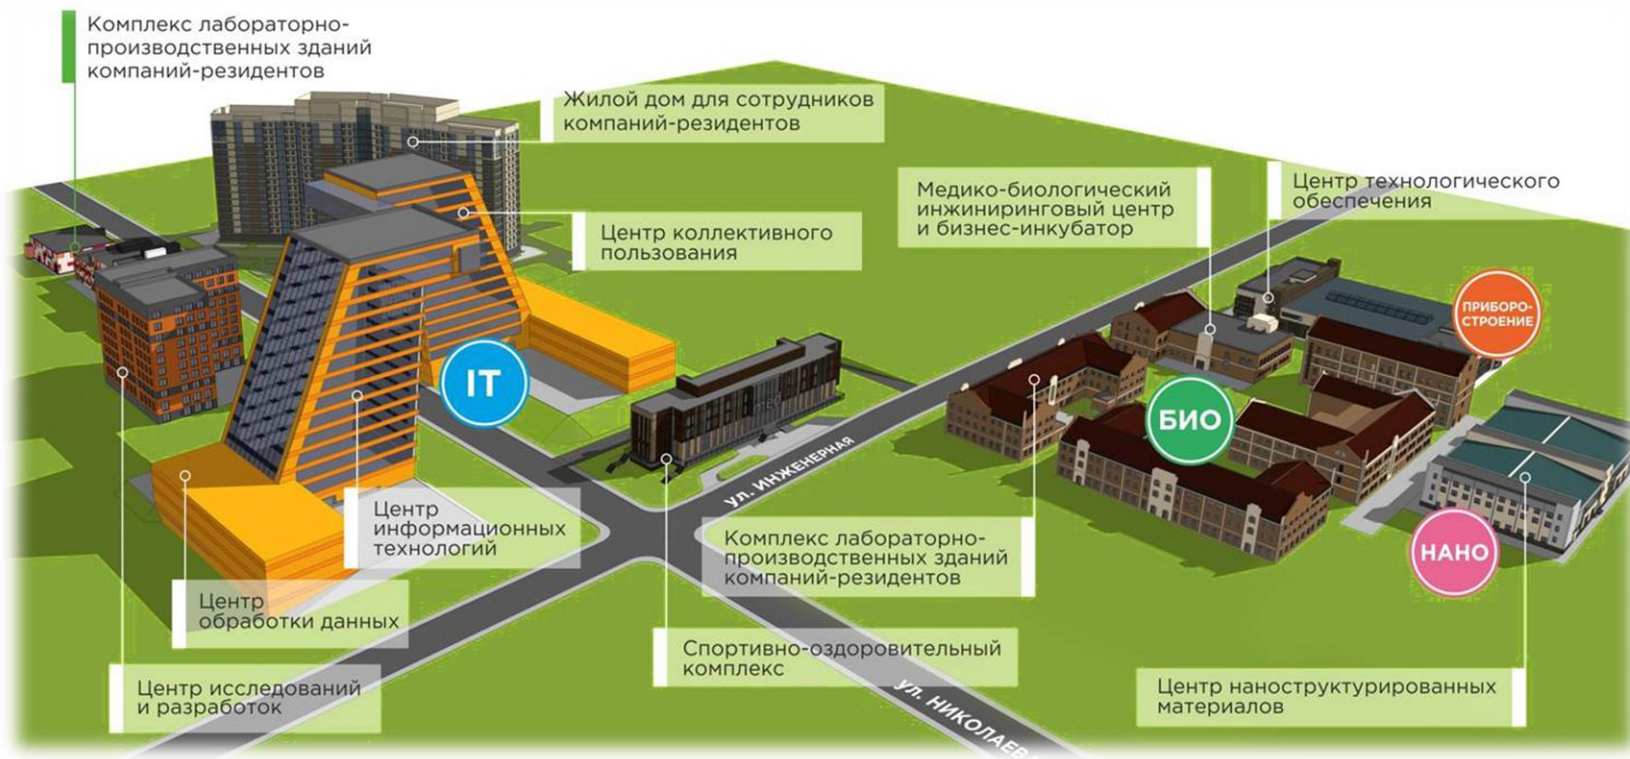 Комплекс лабораторно-
производственных зданий
компаний-резидентов
Жилой дом для сотрудников
компаний-резидентов
Медико-биологический
инжиниринговый центр
и бизнес-инкубатор
Центр технологического
обеспечения
Центр коллективного
пользования
ПРИБОРО-
СТРОЕНИЕ
IT
БИО
ул. ИНЖЕНЕРНАЯ
Центр
информационных
технологий
Комплекс лабораторно-
производственных зданий
компаний-резидентов
НАНО
Центр
обработки данных
Спортивно-оздоровительный
комплекс
Центр исследований
и разработок
ул. НИКОЛАЕВА
Центр наноструктурированных
материалов